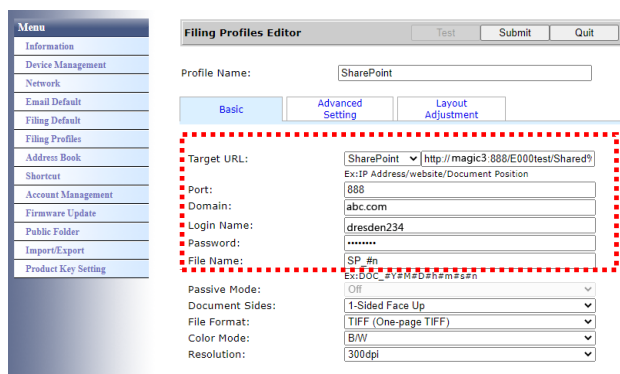 Menu
Information
Device Management
Network
Email Default
Filing Default
Filing Profiles
Address Book
Shortcut
Account Management
Firmware Update
Public Folder
Import/Export
Product Key Setting
Filing Profiles Editor Test Submit Quit
Profile Name: SharePoint
Basic
Advanced Setting
Layout Adjustment
Target URL: SharePoint http://magic3:888/E000test/Shared%
Ex:IP Address/website/Document Position
Port: 888
Domain: abc.com
Login Name: dresden234
Password: ••••••••
File Name: SP_#n
Ex:DOC_#Y#M#D#h#m#s#n
Passive Mode: Off
Document Sides: 1-Sided Face Up
File Format: TIFF (One-page TIFF)
Color Mode: B/W
Resolution: 300dpi